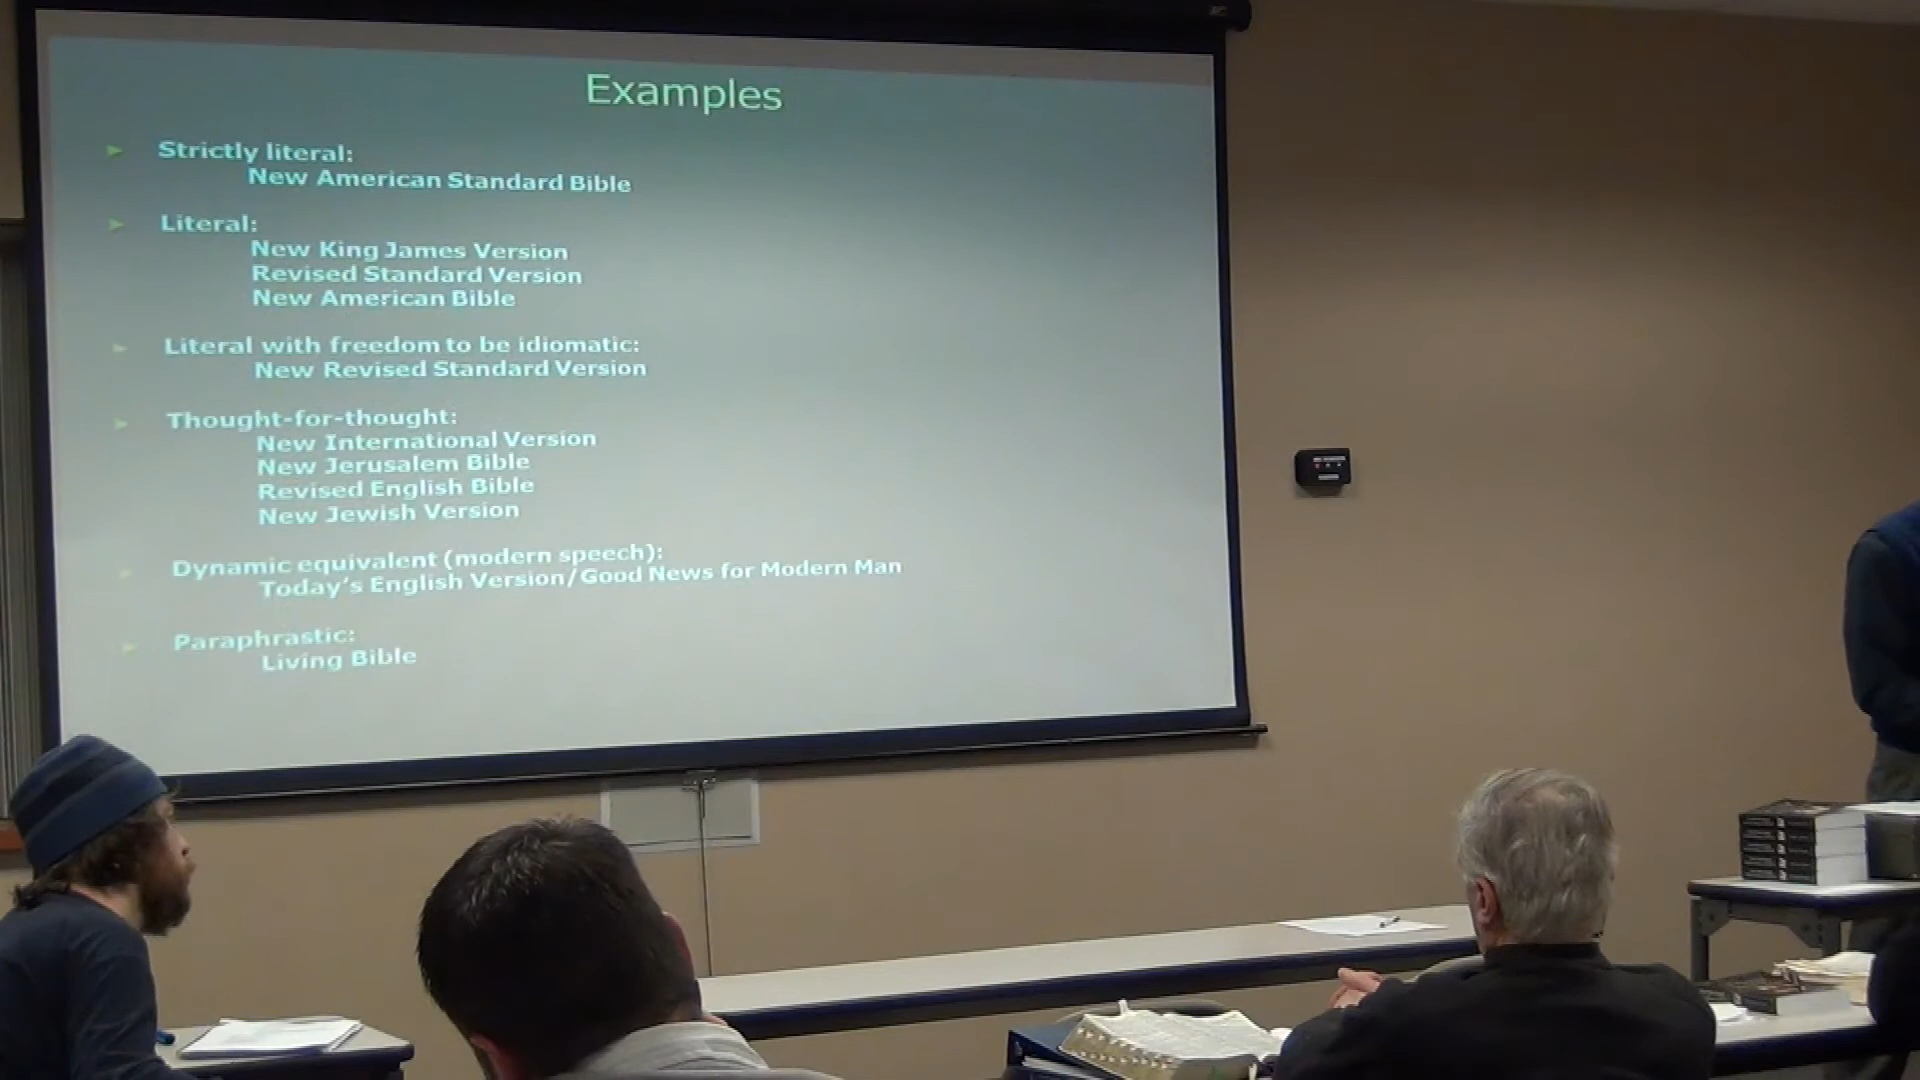 Examples
Strictly literal:
New American Standard Bible
Literal:
New King James Version
Revised Standard Version
New American Bible
Literal with freedom to be idiomatic:
New Revised Standard Version
Thought-for-thought:
New International Version
New Jerusalem Bible
Revised English Bible
New Jewish Version
Dynamic equivalent (modern speech):
Today's English Version/Good News for Modern Man
Paraphrastic:
Living Bible